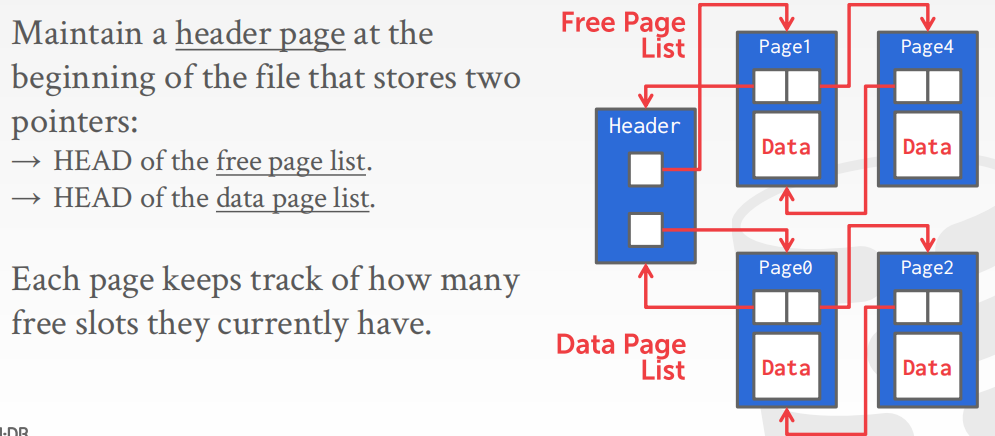 Maintain a header page at the
beginning of the file that stores two
pointers:
→ HEAD of the free page list.
→ HEAD of the data page list.
Each page keeps track of how many
free slots they currently have.
Free Page
List
Page1
Page4
Header
Data
Data
Page0
Page2
Data Page
List
Data
Data